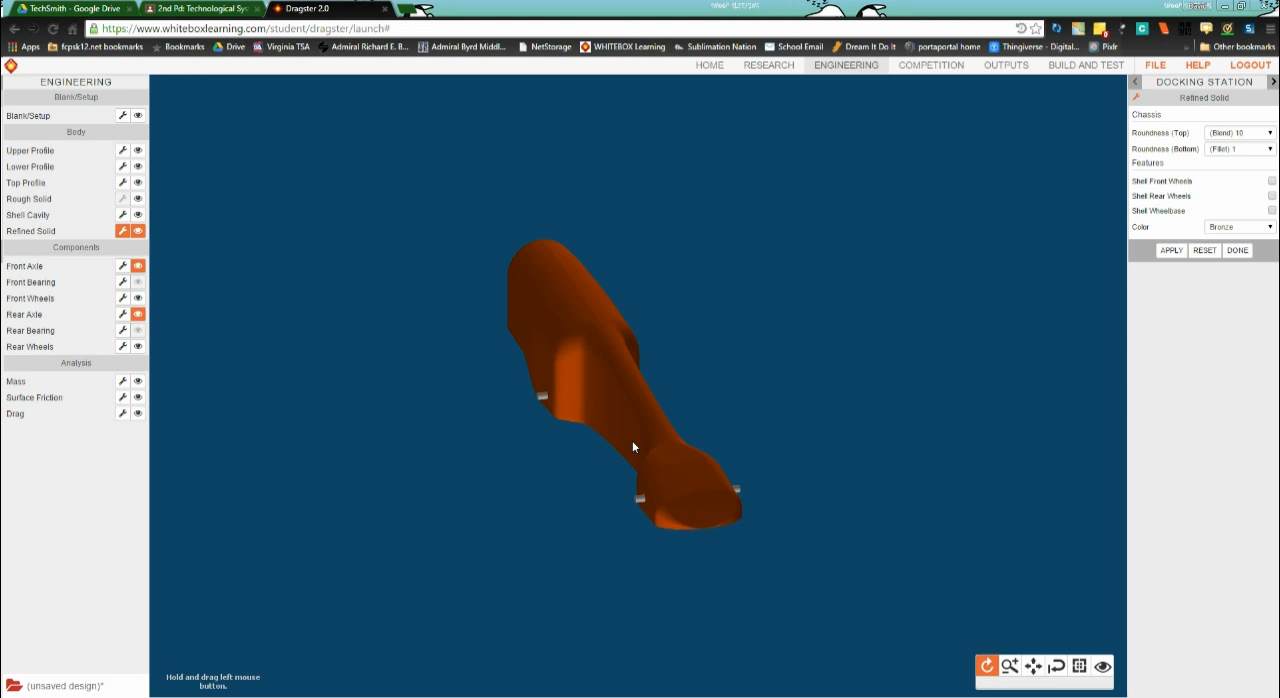 TechSmith - Google Drive
2nd Pd: Technological Sys
Dragster 2.0
https://www.whiteboxlearning.com/student/dragster/launch#
Apps
fcpsk12.net bookmarks
Bookmarks
Drive
Virginia TSA
Admiral Richard E. B...
Admiral Byrd Middl...
NetStorage
WHITEBOX Learning
Sublimation Nation
School Email
Dream It Do It
portaportal home
Thingiverse - Digital...
Pixlr
Other bookmarks
HOME
RESEARCH
ENGINEERING
COMPETITION
OUTPUTS
BUILD AND TEST
FILE
HELP
LOGOUT
ENGINEERING
Blank/Setup
Blank/Setup
Body
Upper Profile
Lower Profile
Top Profile
Rough Solid
Shell Cavity
Refined Solid
Components
Front Axle
Front Bearing
Front Wheels
Rear Axle
Rear Bearing
Rear Wheels
Analysis
Mass
Surface Friction
Drag
(unsaved design)*
Hold and drag left mouse
button.
DOCKING STATION
Refined Solid
Chassis
Roundness (Top) (Blend) 10
Roundness (Bottom) (Fillet) 1
Features
Shell Front Wheels
Shell Rear Wheels
Shell Wheelbase
Color Bronze
APPLY RESET DONE